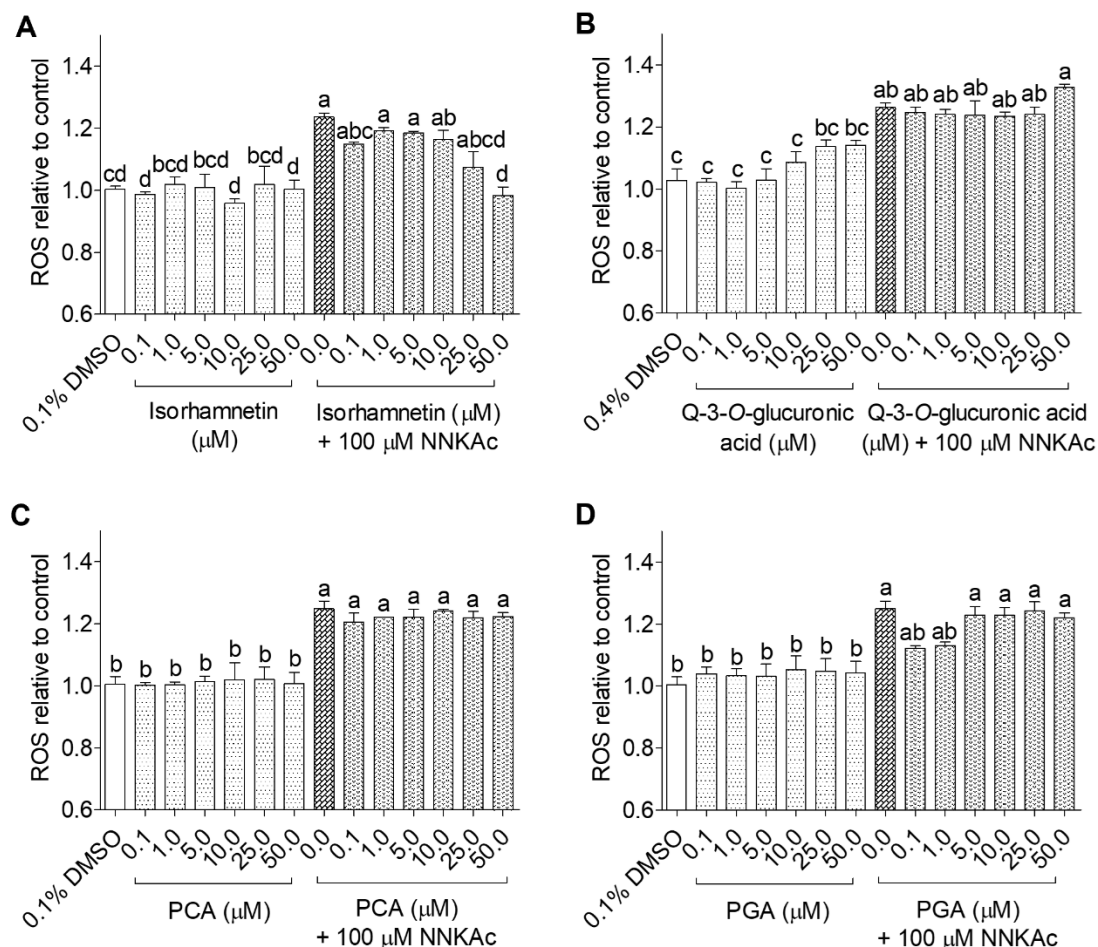 A
ROS relative to control
1.4
1.2
1.0
0.8
0.6
cd
d
bcd
bcd
d
bcd
d
a
abc
a
a
ab
abcd
d
0.1% DMSO
0.1
1.0
5.0
10.0
25.0
50.0
0.0
0.1
1.0
5.0
10.0
25.0
50.0
Isorhamnetin
(μM)
Isorhamnetin (μM)
+ 100 μM NNKAc
B
ROS relative to control
1.4
1.2
1.0
0.8
0.6
c
c
c
c
c
bc
bc
ab
ab
ab
ab
ab
ab
a
0.4% DMSO
0.1
1.0
5.0
10.0
25.0
50.0
0.0
0.1
1.0
5.0
10.0
25.0
50.0
Q-3-O-glucuronic
acid (μM)
Q-3-O-glucuronic acid
(μM) + 100 μM NNKAc
C
ROS relative to control
1.4
1.2
1.0
0.8
0.6
b
b
b
b
b
b
b
a
a
a
a
a
a
a
0.1% DMSO
0.1
1.0
5.0
10.0
25.0
50.0
0.0
0.1
1.0
5.0
10.0
25.0
50.0
PCA (μM)
PCA (μM)
+ 100 μM NNKAc
D
ROS relative to control
1.4
1.2
1.0
0.8
0.6
b
b
b
b
b
b
b
a
ab
ab
a
a
a
a
0.1% DMSO
0.1
1.0
5.0
10.0
25.0
50.0
0.0
0.1
1.0
5.0
10.0
25.0
50.0
PGA (μM)
PGA (μM)
+ 100 μM NNKAc